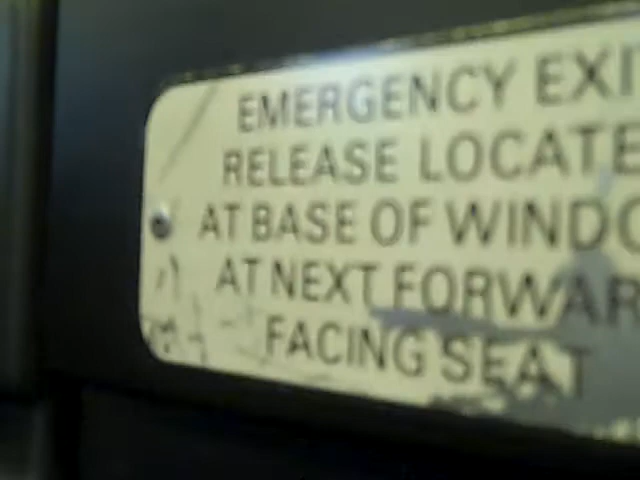 EMERGENCY EXI
RELEASE LOCATE
AT BASE OF WINDO
AT NEXT FORWAR
FACING SEAT